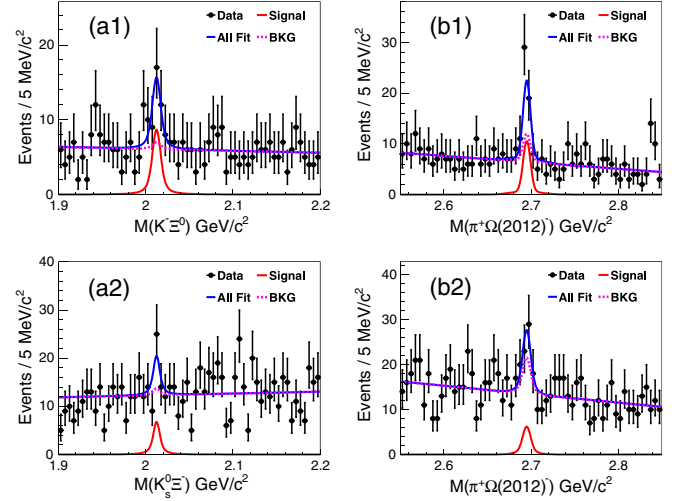 (a1)
Data
Signal
All Fit
BKG
Events / 5 MeV/c²
0
10
20
30
1.9
2
2.1
2.2
M(K⁻Ξ⁰) GeV/c²
(b1)
Data
Signal
All Fit
BKG
Events / 5 MeV/c²
0
10
20
30
2.6
2.7
2.8
M(π⁺Ω(2012)⁻) GeV/c²
(a2)
Data
Signal
All Fit
BKG
Events / 5 MeV/c²
0
10
20
30
40
1.9
2
2.1
2.2
M(K⁰ₛΞ⁻) GeV/c²
(b2)
Data
Signal
All Fit
BKG
Events / 5 MeV/c²
0
10
20
30
40
2.6
2.7
2.8
M(π⁺Ω(2012)⁻) GeV/c²